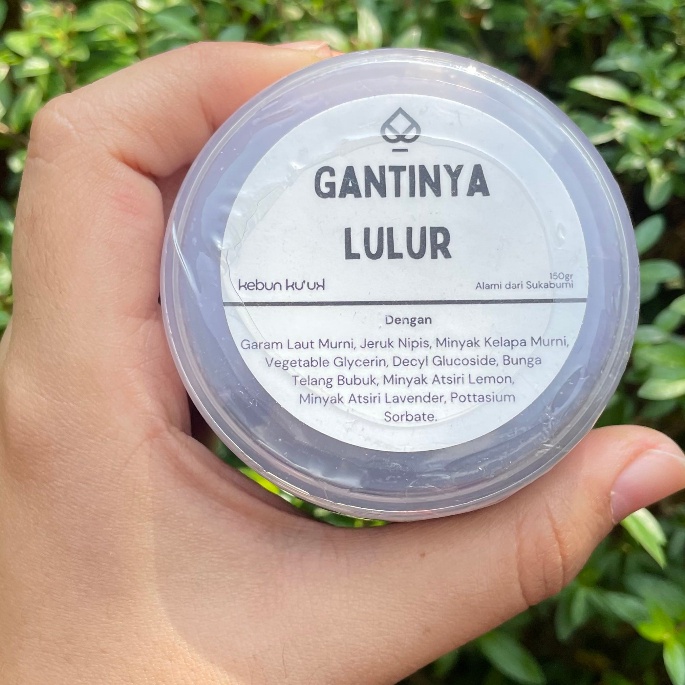 GANTINYA
LULUR
kebun ku'uk
150gr
Alami dari Sukabumi
Dengan
Garam Laut Murni, Jeruk Nipis, Minyak Kelapa Murni,
Vegetable Glycerin, Decyl Glucoside, Bunga
Telang Bubuk, Minyak Atsiri Lemon,
Minyak Atsiri Lavender, Pottasium
Sorbate.